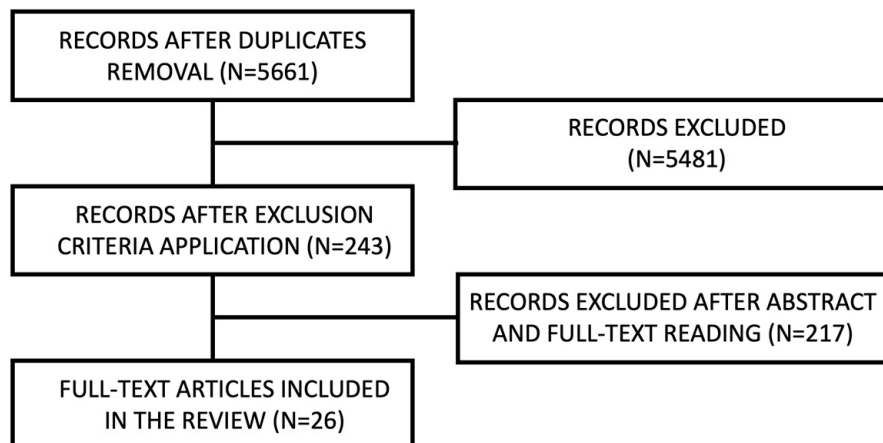 RECORDS AFTER DUPLICATES
REMOVAL (N=5661)
RECORDS EXCLUDED
(N=5481)
RECORDS AFTER EXCLUSION
CRITERIA APPLICATION (N=243)
RECORDS EXCLUDED AFTER ABSTRACT
AND FULL-TEXT READING (N=217)
FULL-TEXT ARTICLES INCLUDED
IN THE REVIEW (N=26)